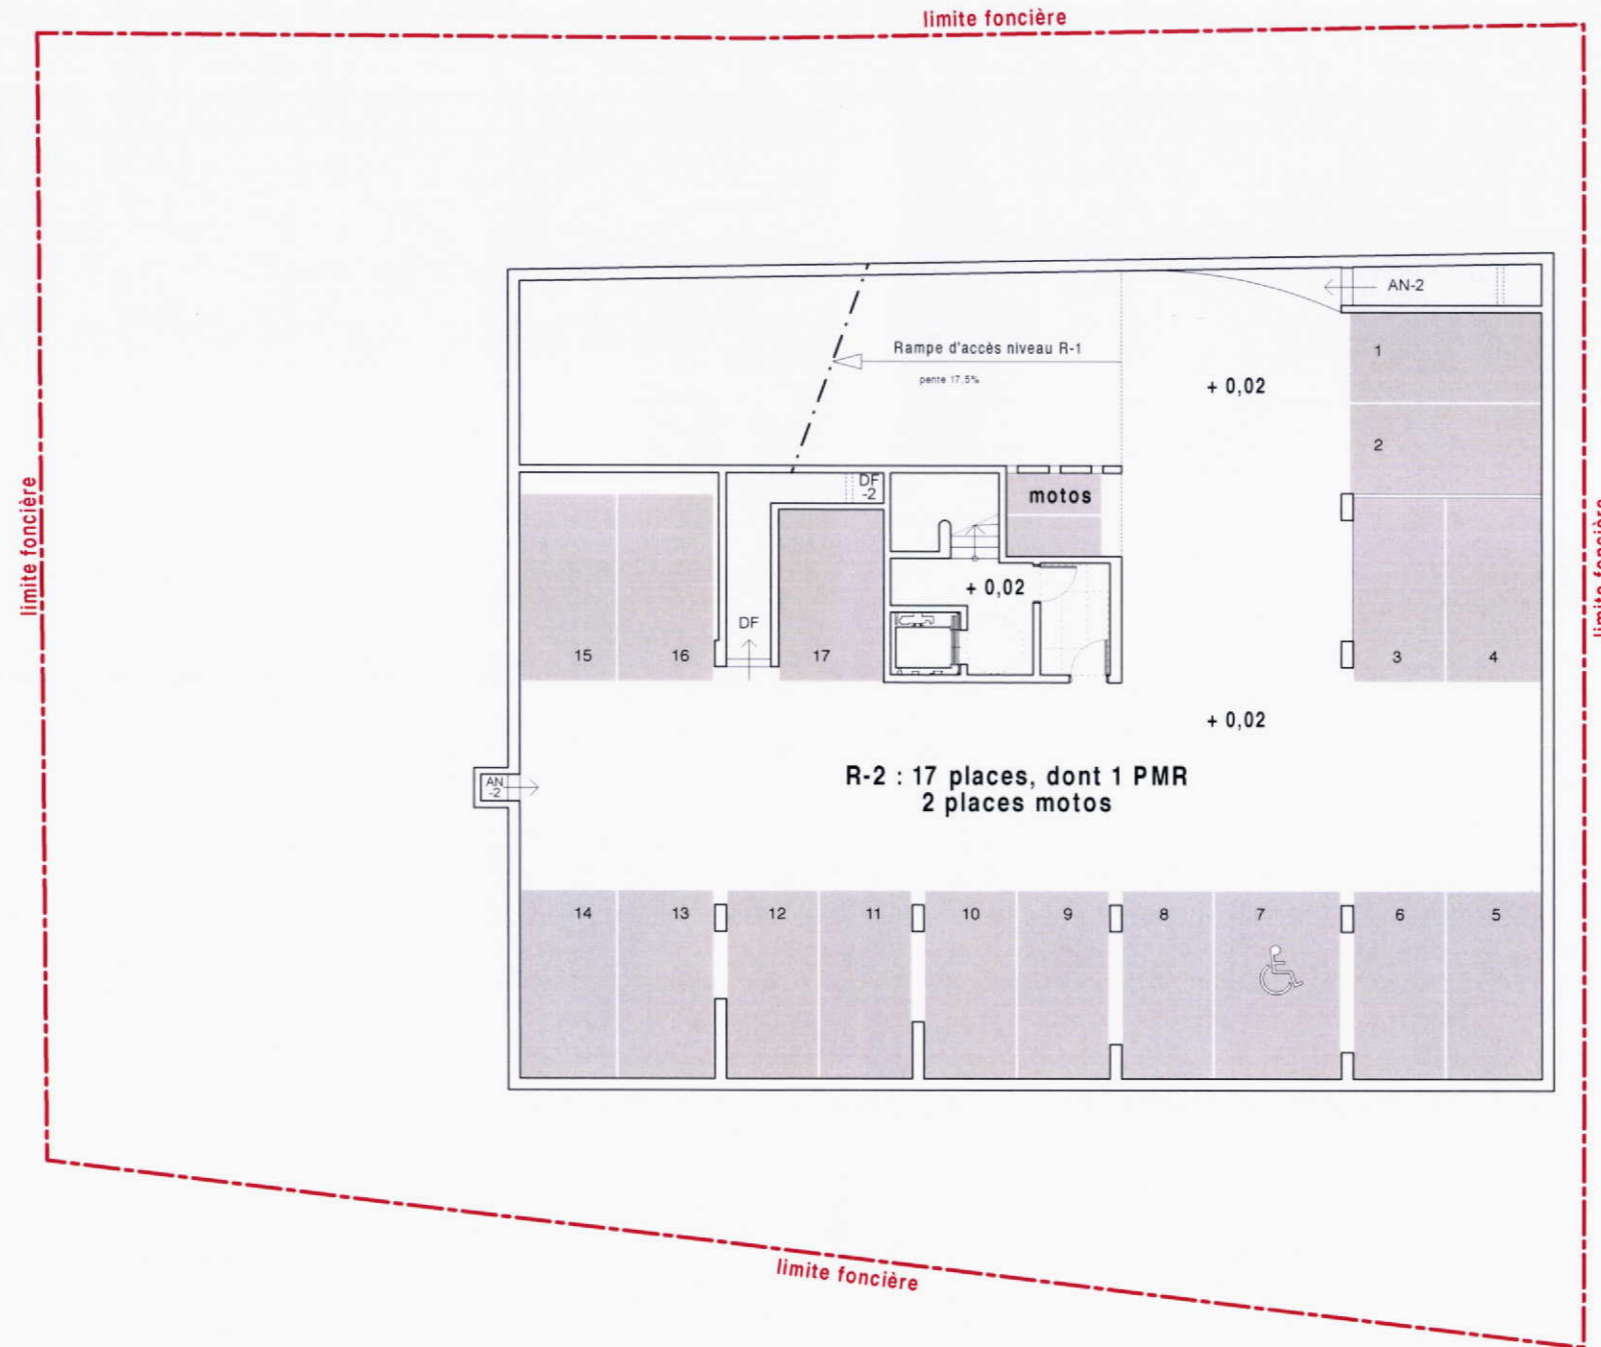 limite foncière
AN-2
Rampe d'accès niveau R-1
pente 17,5%
1
+ 0,02
2
DF
-2
motos
limite foncière
limite foncière
+ 0,02
DF
15
16
17
3
4
+ 0,02
AN
-2
R-2 : 17 places, dont 1 PMR
2 places motos
14
13
12
11
10
9
8
7
6
5
limite foncière